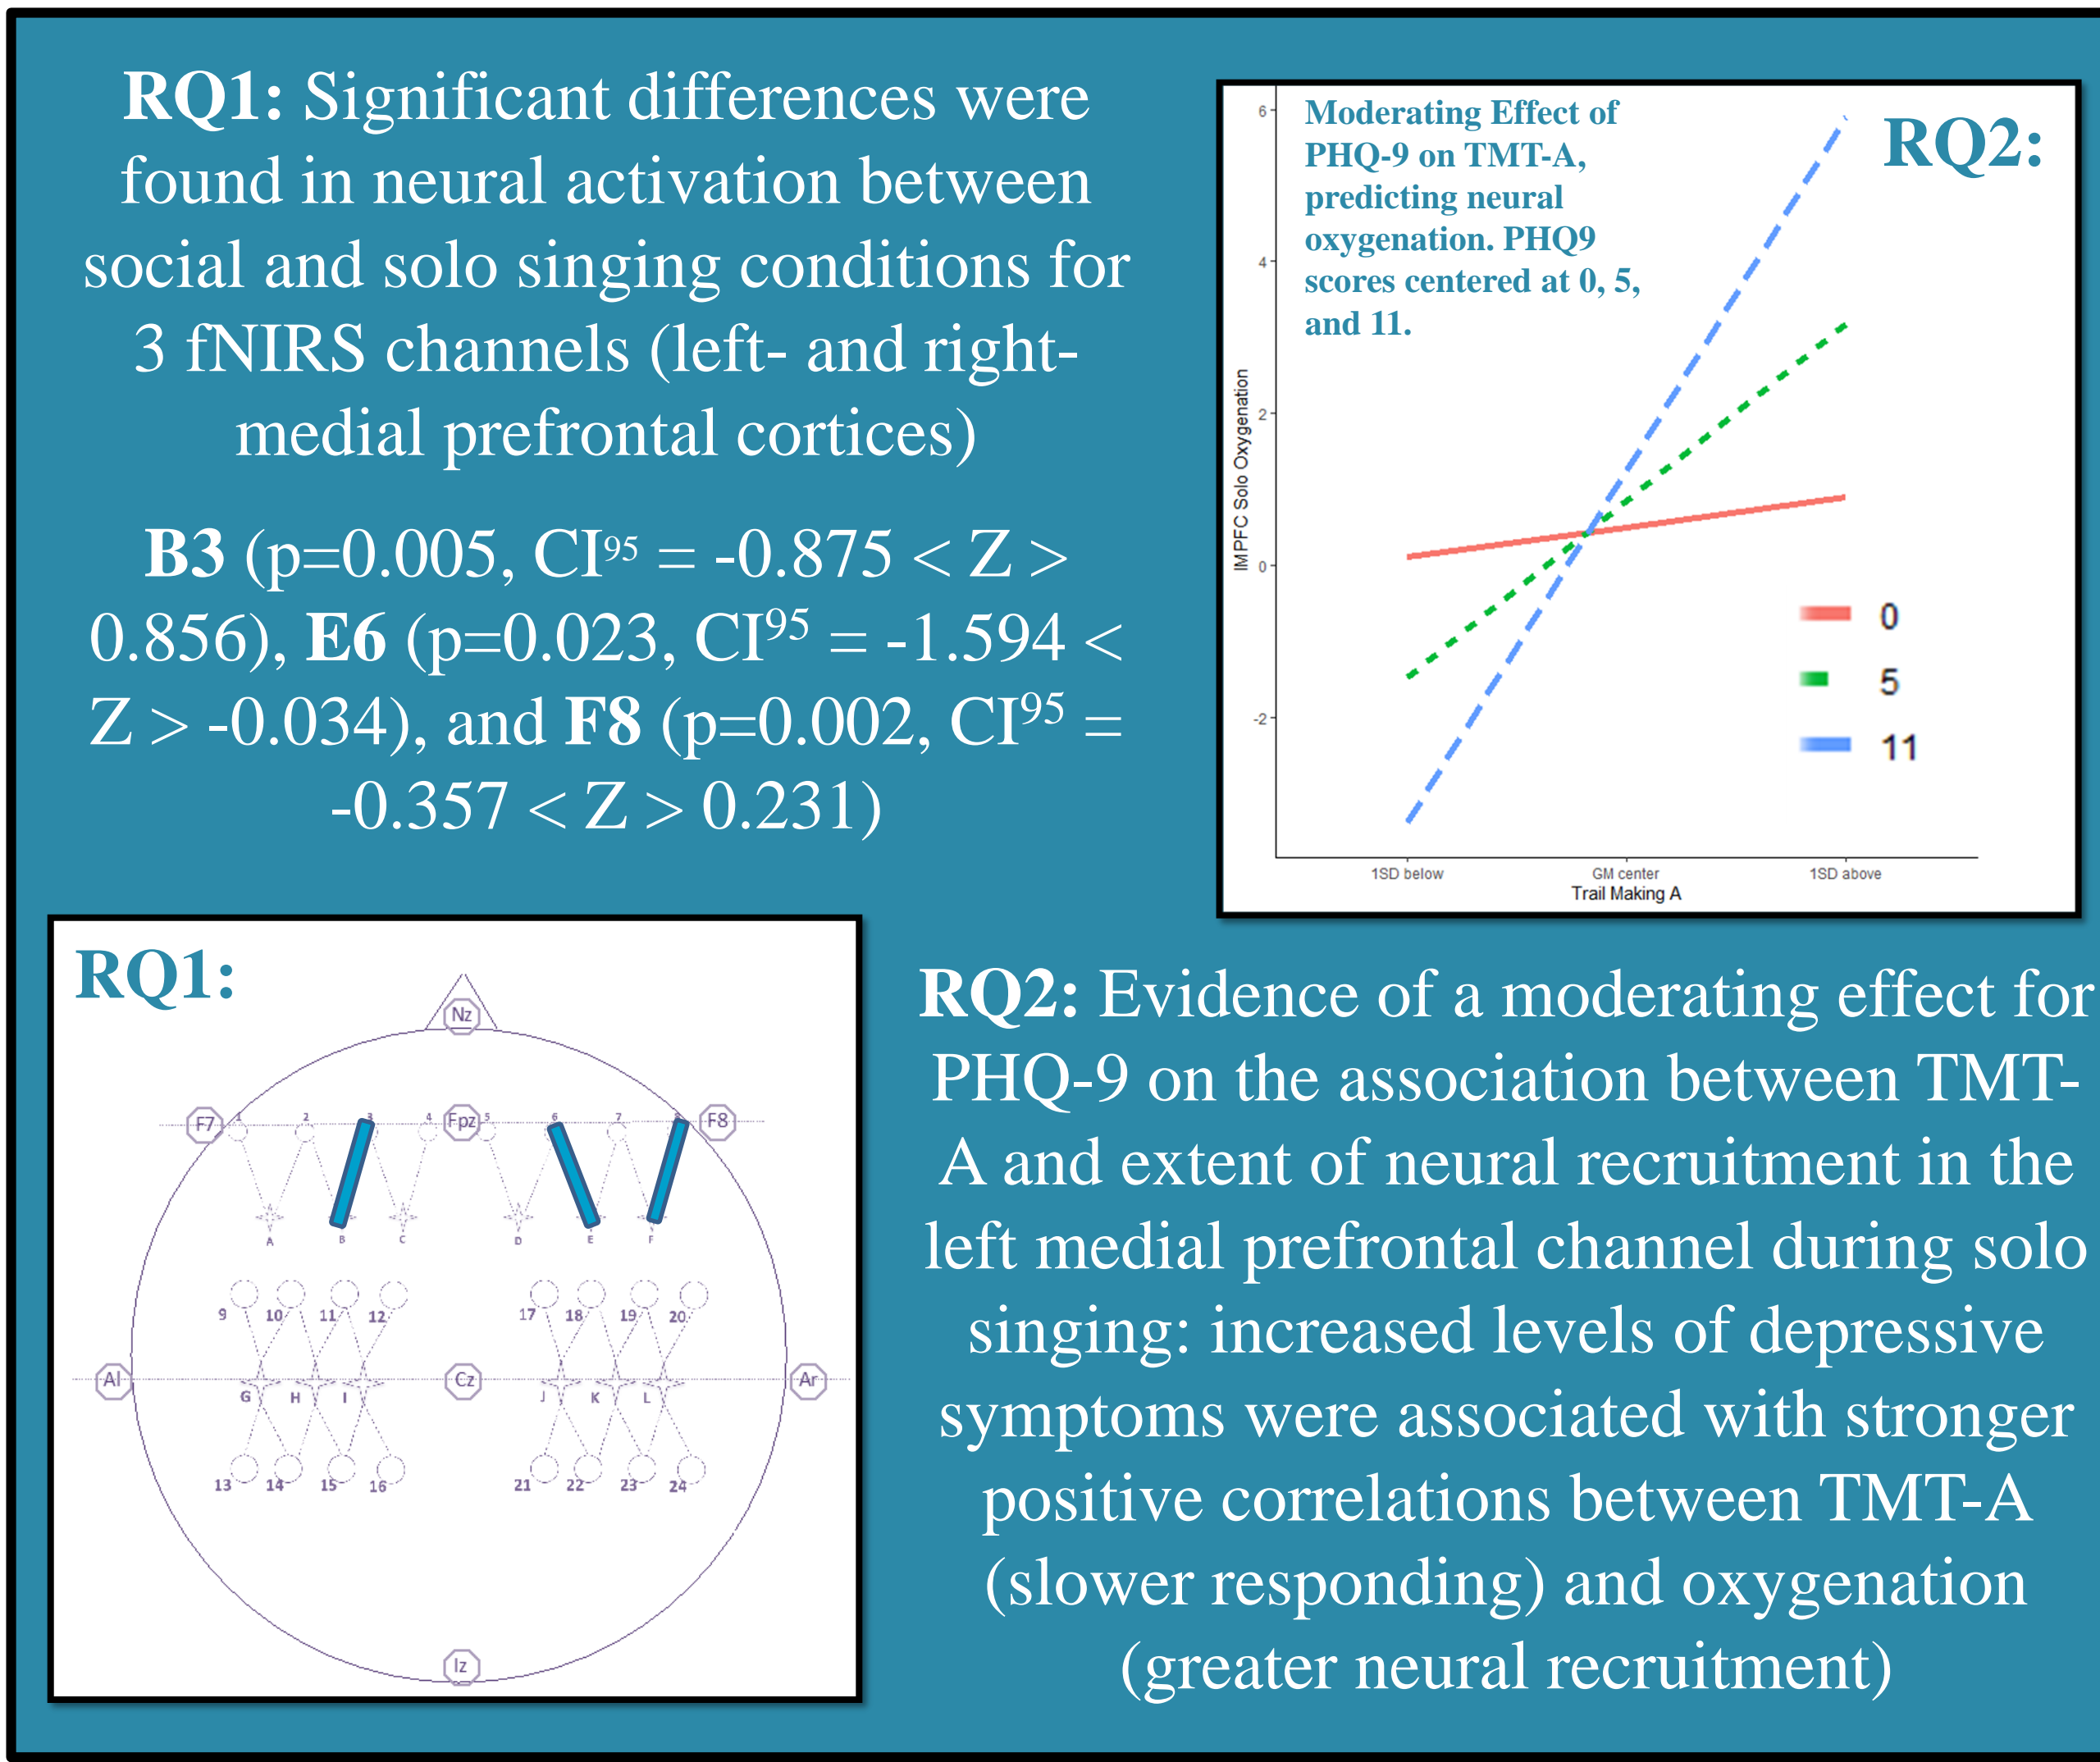 RQ1: Significant differences were
found in neural activation between
social and solo singing conditions for
3 fNIRS channels (left- and right-
medial prefrontal cortices)
B3 (p=0.005, CI95 = -0.875 < Z >
0.856), E6 (p=0.023, CI95 = -1.594 <
Z > -0.034), and F8 (p=0.002, CI95 =
-0.357 < Z > 0.231)
Moderating Effect of
PHQ-9 on TMT-A,
predicting neural
oxygenation. PHQ9
scores centered at 0, 5,
and 11.
RQ2:
6
4
2
0
-2
lMPFC Solo Oxygenation
0
5
11
1SD below
GM center
1SD above
Trail Making A
RQ1:
Nz
F7
1
2
3
4
Fpz
5
6
7
8
F8
A
B
C
D
E
F
9
10
11
12
17
18
19
20
Al
Cz
Ar
G
H
I
J
K
L
13
14
15
16
21
22
23
24
Iz
RQ2: Evidence of a moderating effect for
PHQ-9 on the association between TMT-
A and extent of neural recruitment in the
left medial prefrontal channel during solo
singing: increased levels of depressive
symptoms were associated with stronger
positive correlations between TMT-A
(slower responding) and oxygenation
(greater neural recruitment)